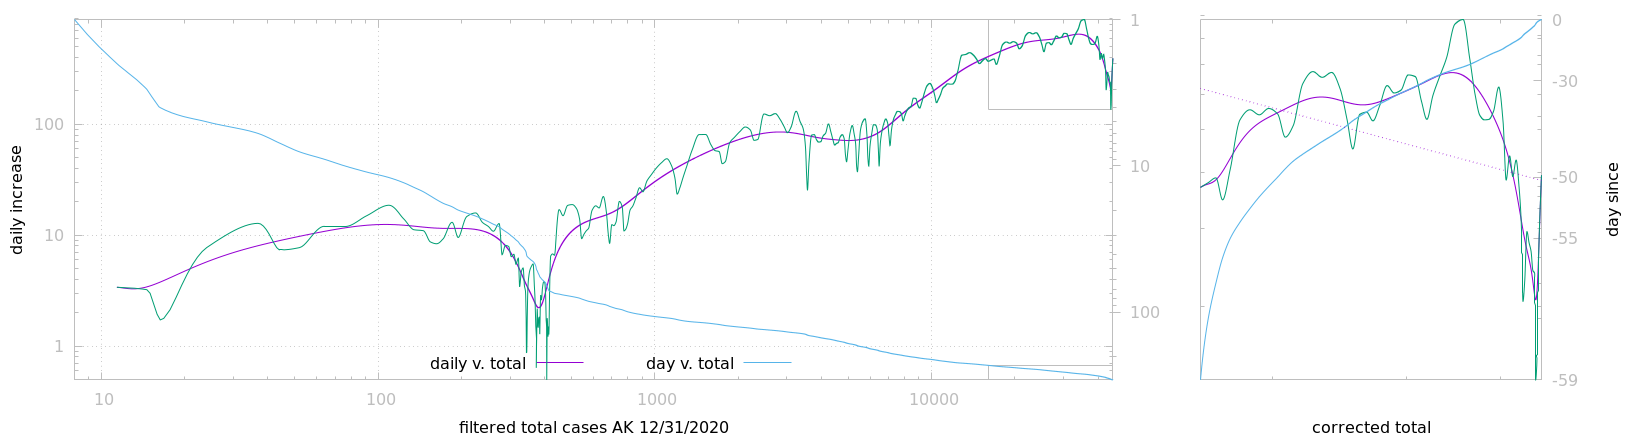 daily increase
100
10
1
10
100
1000
10000
filtered total cases AK 12/31/2020
daily v. total
day v. total
1
10
100
corrected total
0
-30
-50
-55
-59
day since